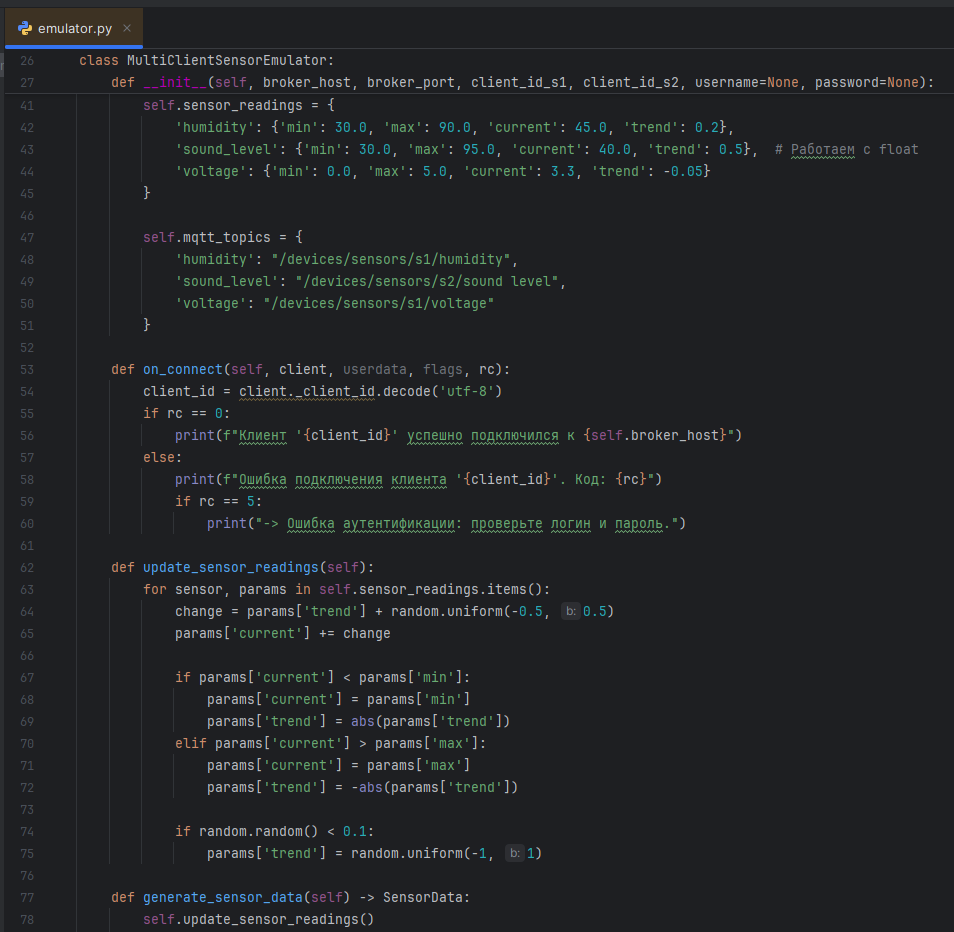 emulator.py ×
26 class MultiClientSensorEmulator:
27 def __init__(self, broker_host, broker_port, client_id_s1, client_id_s2, username=None, password=None):
41 self.sensor_readings = {
42 'humidity': {'min': 30.0, 'max': 90.0, 'current': 45.0, 'trend': 0.2},
43 'sound_level': {'min': 30.0, 'max': 95.0, 'current': 40.0, 'trend': 0.5}, # Работаем с float
44 'voltage': {'min': 0.0, 'max': 5.0, 'current': 3.3, 'trend': -0.05}
45 }
46
47 self.mqtt_topics = {
48 'humidity': "/devices/sensors/s1/humidity",
49 'sound_level': "/devices/sensors/s2/sound level",
50 'voltage': "/devices/sensors/s1/voltage"
51 }
52
53 def on_connect(self, client, userdata, flags, rc):
54 client_id = client._client_id.decode('utf-8')
55 if rc == 0:
56 print(f"Клиент '{client_id}' успешно подключился к {self.broker_host}")
57 else:
58 print(f"Ошибка подключения клиента '{client_id}'. Код: {rc}")
59 if rc == 5:
60 print("-> Ошибка аутентификации: проверьте логин и пароль.")
61
62 def update_sensor_readings(self):
63 for sensor, params in self.sensor_readings.items():
64 change = params['trend'] + random.uniform(-0.5, b: 0.5)
65 params['current'] += change
66
67 if params['current'] < params['min']:
68 params['current'] = params['min']
69 params['trend'] = abs(params['trend'])
70 elif params['current'] > params['max']:
71 params['current'] = params['max']
72 params['trend'] = -abs(params['trend'])
73
74 if random.random() < 0.1:
75 params['trend'] = random.uniform(-1, b: 1)
76
77 def generate_sensor_data(self) -> SensorData:
78 self.update_sensor_readings()